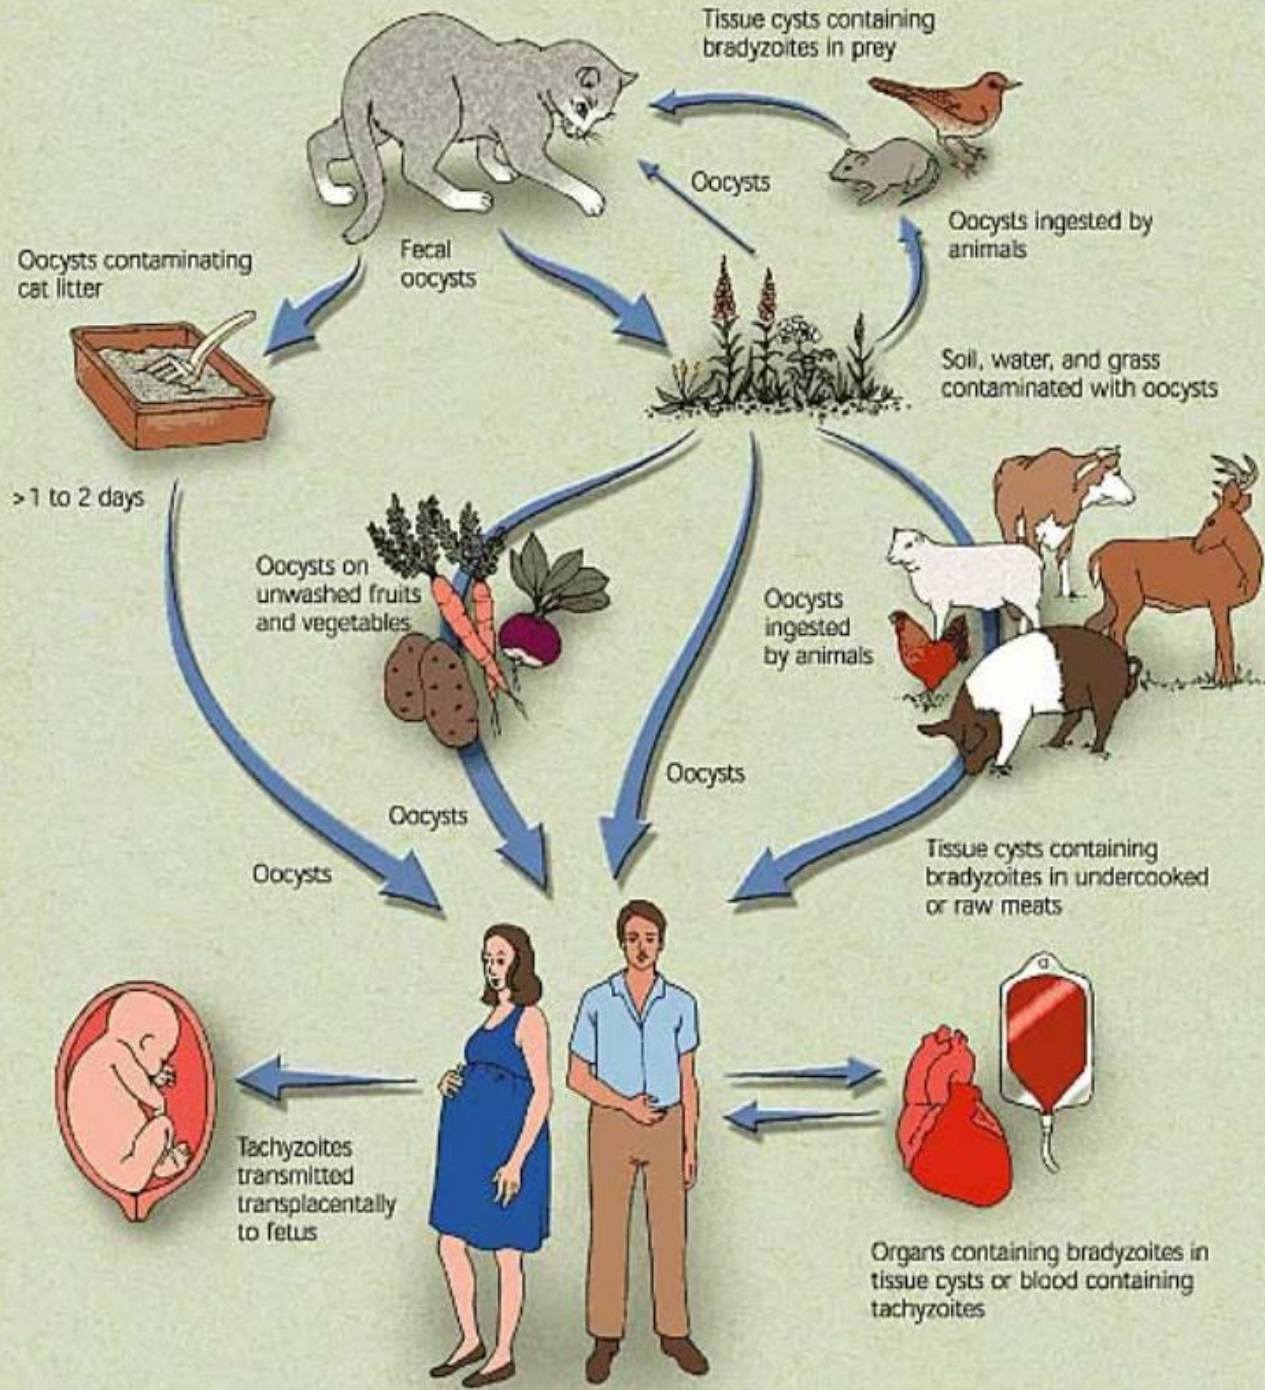 Tissue cysts containing
bradyzoites in prey
Oocysts
Oocysts ingested by
animals
Fecal
oocysts
Oocysts contaminating
cat litter
Soil, water, and grass
contaminated with oocysts
>1 to 2 days
Oocysts on
unwashed fruits
and vegetables
Oocysts
ingested
by animals
Oocysts
Oocysts
Oocysts
Tissue cysts containing
bradyzoites in undercooked
or raw meats
Tachyzoites
transmitted
transplacentally
to fetus
Organs containing bradyzoites in
tissue cysts or blood containing
tachyzoites